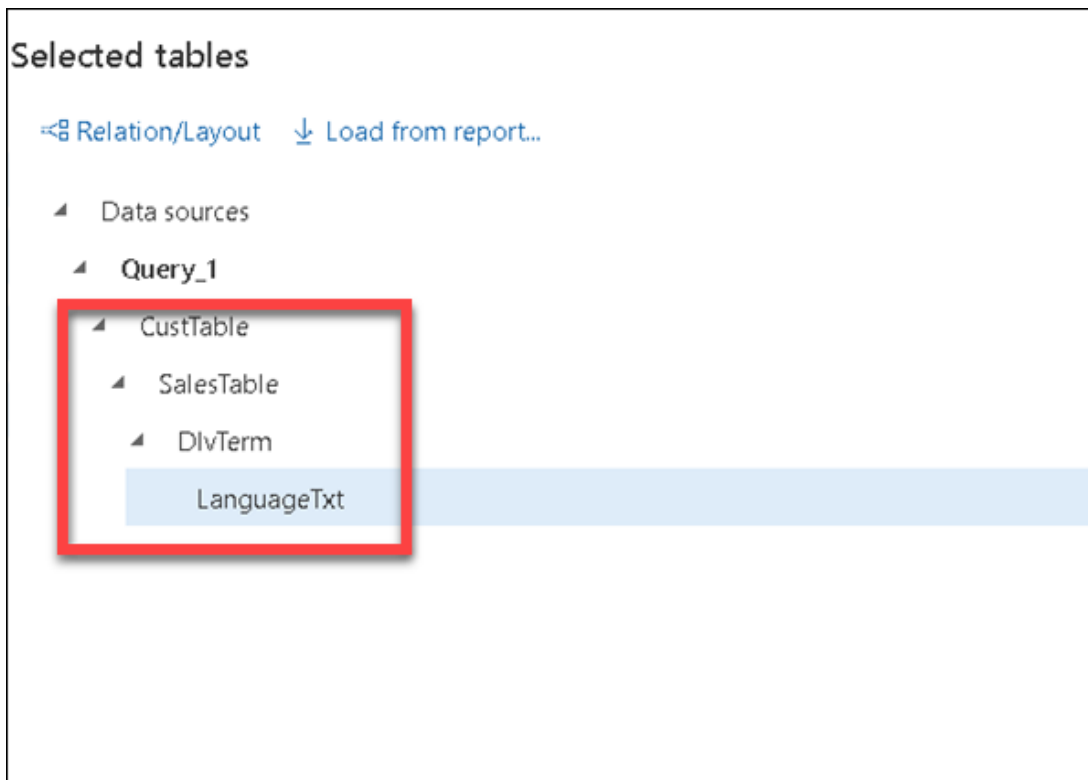 Selected tables
Relation/Layout Load from report...
Data sources
Query_1
CustTable
SalesTable
DlvTerm
LanguageTxt